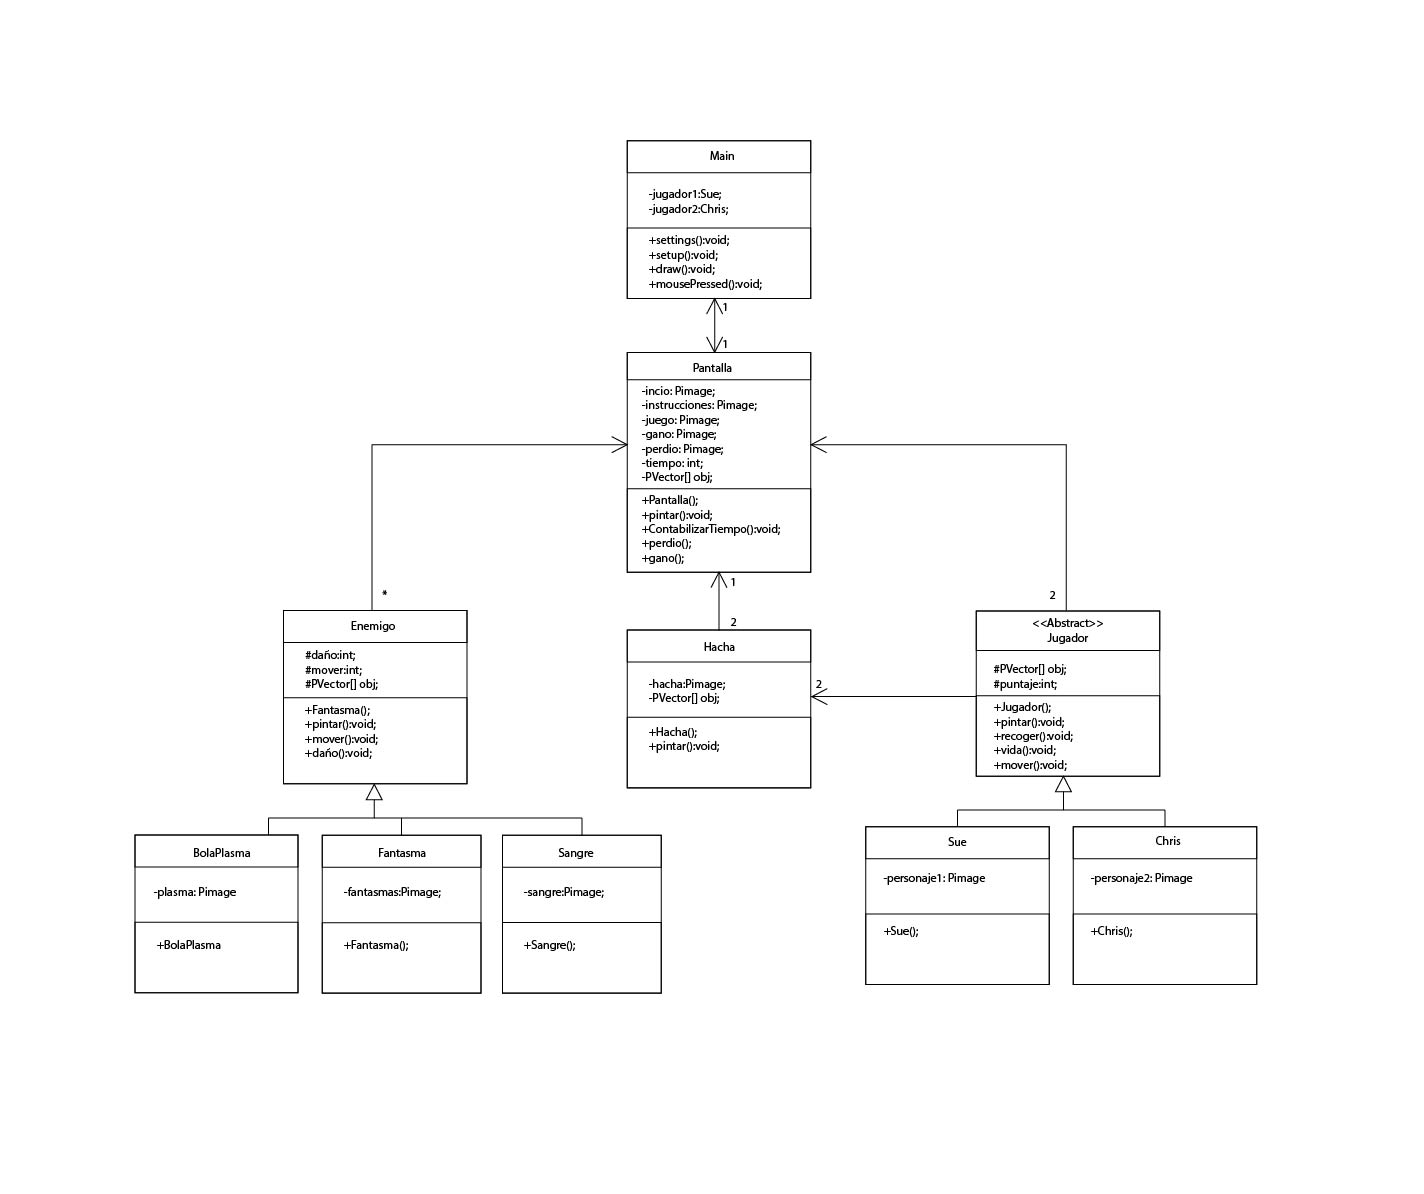 Main
-jugador1:Sue;
-jugador2:Chris;
+settings():void;
+setup():void;
+draw():void;
+mousePressed():void;
1
1
Pantalla
-incio: Pimage;
-instrucciones: Pimage;
-juego: Pimage;
-gano: Pimage;
-perdio: Pimage;
-tiempo: int;
-PVector[] obj;
+Pantalla();
+pintar():void;
+ContabilizarTiempo():void;
+perdio();
+gano();
*
1
2
2
Enemigo
#daño:int;
#mover:int;
#PVector[] obj;
+Fantasma();
+pintar():void;
+mover():void;
+daño():void;
Hacha
-hacha:Pimage;
-PVector[] obj;
+Hacha();
+pintar():void;
2
<<Abstract>>
Jugador
#PVector[] obj;
#puntaje:int;
+Jugador();
+pintar():void;
+recoger():void;
+vida():void;
+mover():void;
BolaPlasma
-plasma: Pimage
+BolaPlasma
Fantasma
-fantasmas:Pimage;
+Fantasma();
Sangre
-sangre:Pimage;
+Sangre();
Sue
-personaje1: Pimage
+Sue();
Chris
-personaje2: Pimage
+Chris();